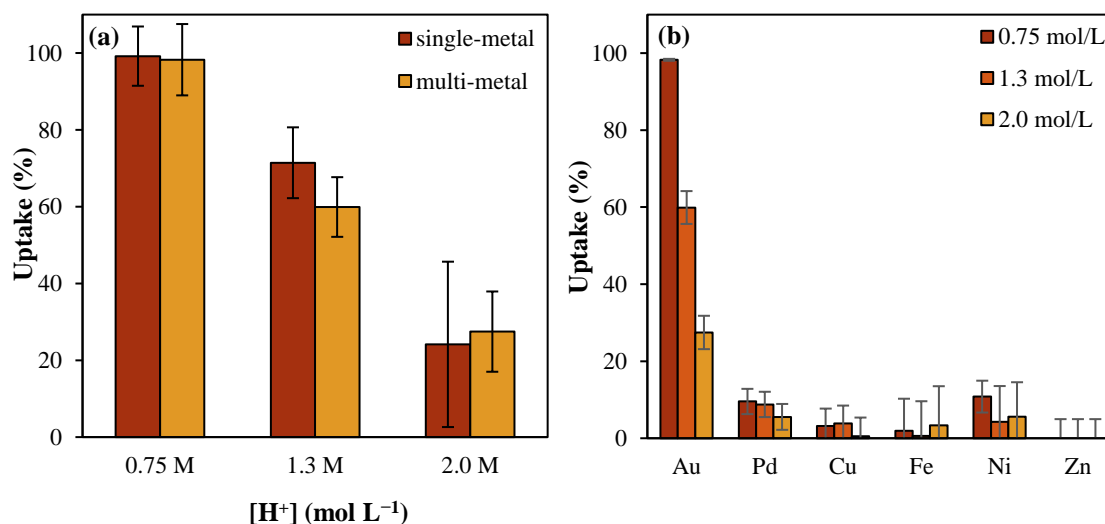 (a)
single-metal
multi-metal
Uptake (%)
100
80
60
40
20
0
0.75 M 1.3 M 2.0 M
[H⁺] (mol L⁻¹)
(b)
0.75 mol/L
1.3 mol/L
2.0 mol/L
Uptake (%)
100
80
60
40
20
0
Au Pd Cu Fe Ni Zn